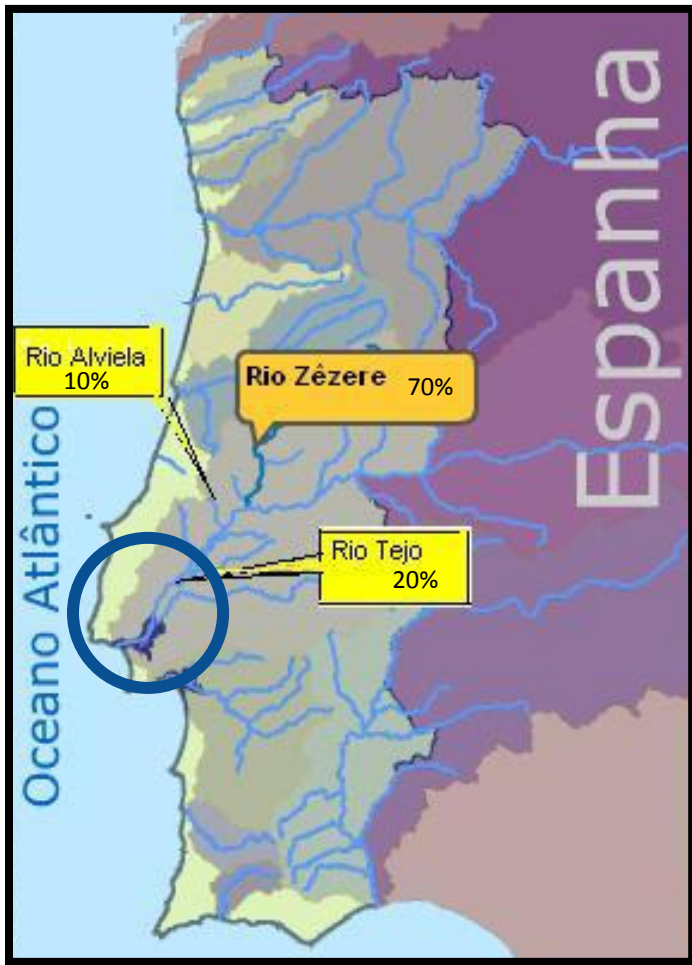 Espanha
Rio Alviela
10%
Rio Zêzere 70%
Oceano Atlântico
Rio Tejo
20%